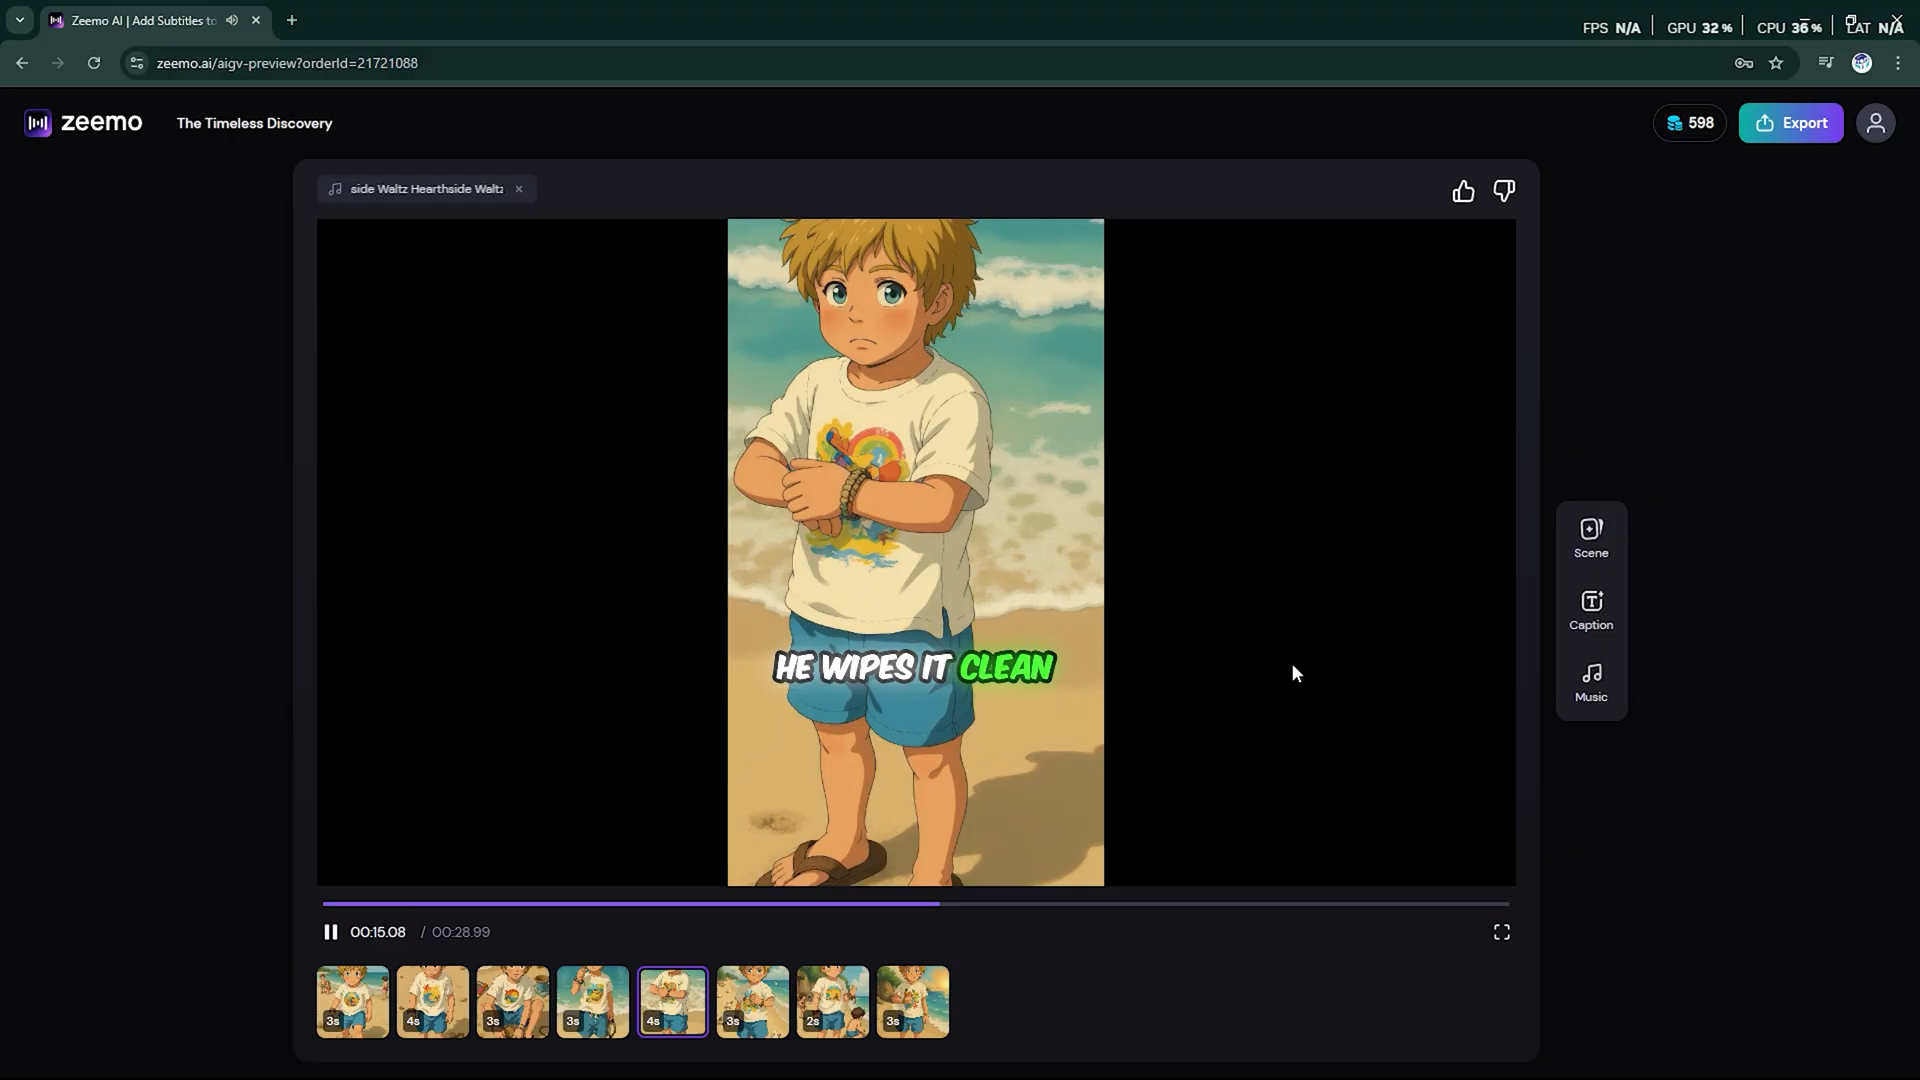 Zeemo AI | Add Subtitles to
FPS N/A GPU 32 % CPU 36 % LAT N/A
zeemo.ai/aigv-preview?orderId=21721088
zeemo The Timeless Discovery 598 Export
side Waltz Hearthside Waltz
HE WIPES IT CLEAN
Scene
Caption
Music
00:15.08 / 00:28.99
3s 4s 3s 3s 4s 3s 2s 3s